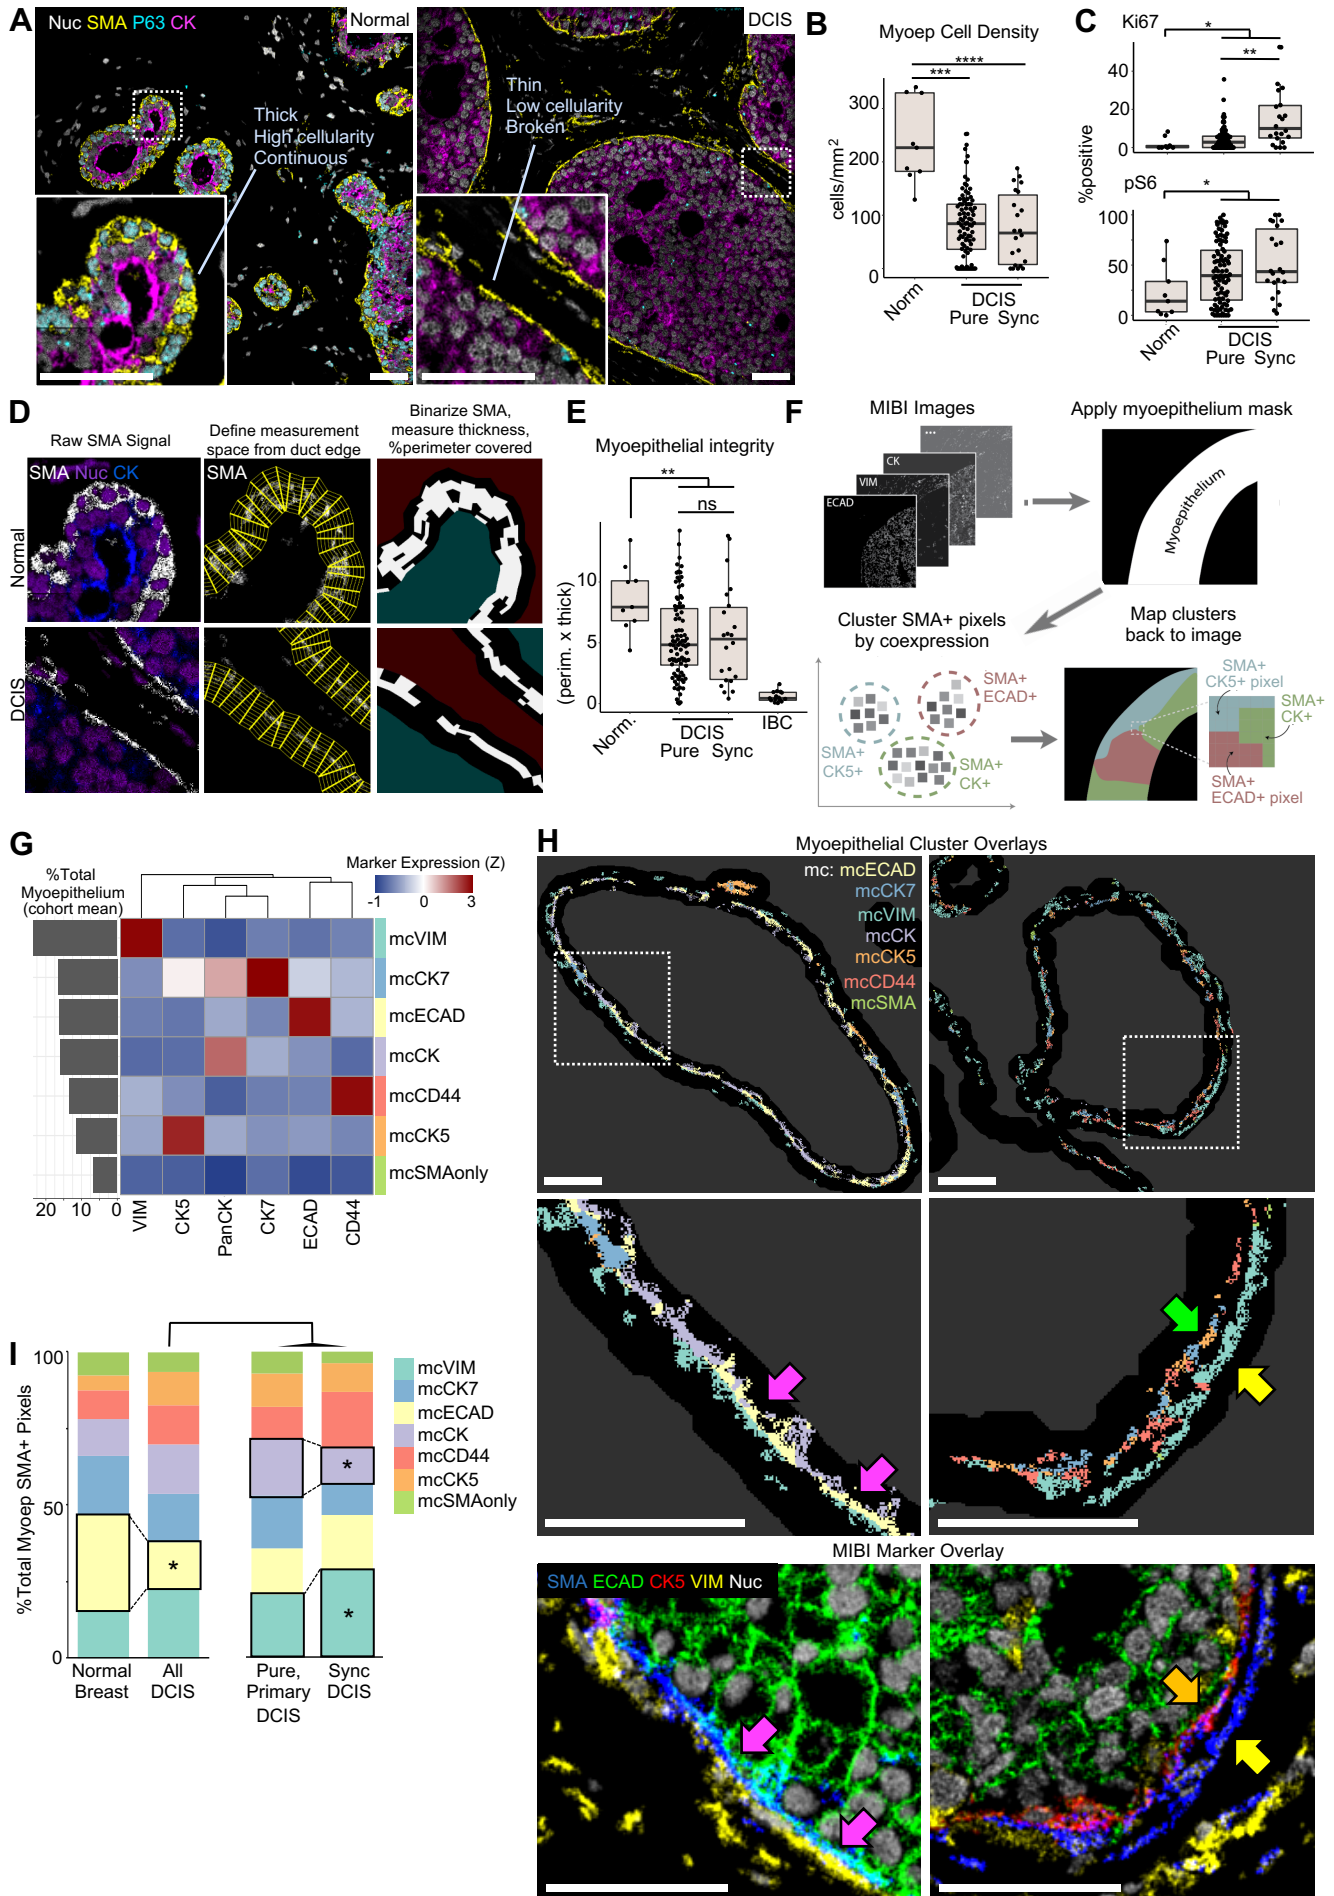 A
Nuc SMA P63 CK
Normal
DCIS
Thick
High cellularity
Continuous
Thin
Low cellularity
Broken
B
Myoep Cell Density
****
***
cells/mm2
300
200
100
0
Norm
DCIS
Pure Sync
C
Ki67
*
**
40
20
0
%positive
pS6
*
100
50
0
Norm
DCIS
Pure Sync
D
Raw SMA Signal
Define measurement
space from duct edge
Binarize SMA,
measure thickness,
%perimeter covered
Normal
SMA Nuc CK
SMA
DCIS
E
Myoepithelial integrity
**
ns
(perim. x thick)
10
5
0
Norm.
DCIS
Pure Sync
IBC
F
MIBI Images
Apply myoepithelium mask
...
CK
VIM
ECAD
Myoepithelium
Cluster SMA+ pixels
by coexpression
Map clusters
back to image
SMA+
ECAD+
SMA+
CK5+
SMA+
CK+
SMA+
CK5+ pixel
SMA+
CK+
SMA+
ECAD+ pixel
G
%Total
Myoepithelium
(cohort mean)
Marker Expression (Z)
-1 0 3
mcVIM
mcCK7
mcECAD
mcCK
mcCD44
mcCK5
mcSMAonly
20 10 0
VIM
CK5
PanCK
CK7
ECAD
CD44
H
Myoepithelial Cluster Overlays
mc: mcECAD
mcCK7
mcVIM
mcCK
mcCK5
mcCD44
mcSMA
MIBI Marker Overlay
SMA ECAD CK5 VIM Nuc
I
%Total Myoep SMA+ Pixels
100
50
0
*
*
*
Normal
Breast
All
DCIS
Pure,
Primary
DCIS
Sync
DCIS
mcVIM
mcCK7
mcECAD
mcCK
mcCD44
mcCK5
mcSMAonly